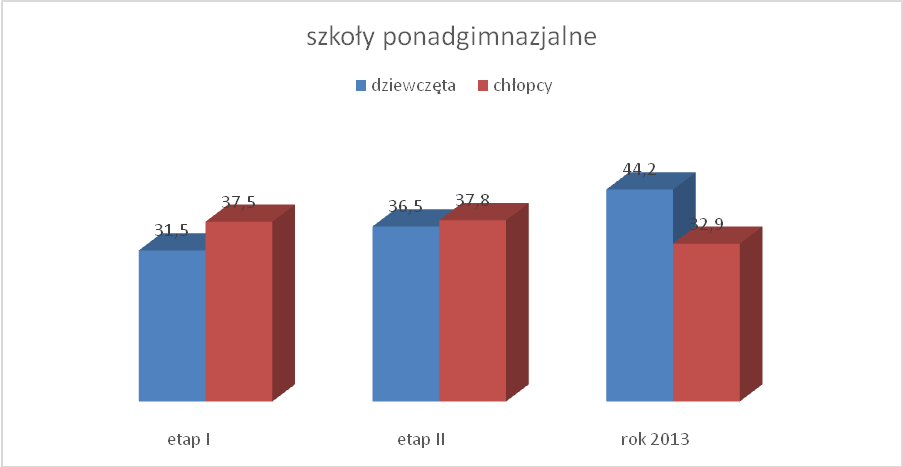 szkoły ponadgimnazjalne
dziewczęta chłopcy
31,5 37,5 36,5 37,8 44,2 32,9
etap I etap II rok 2013